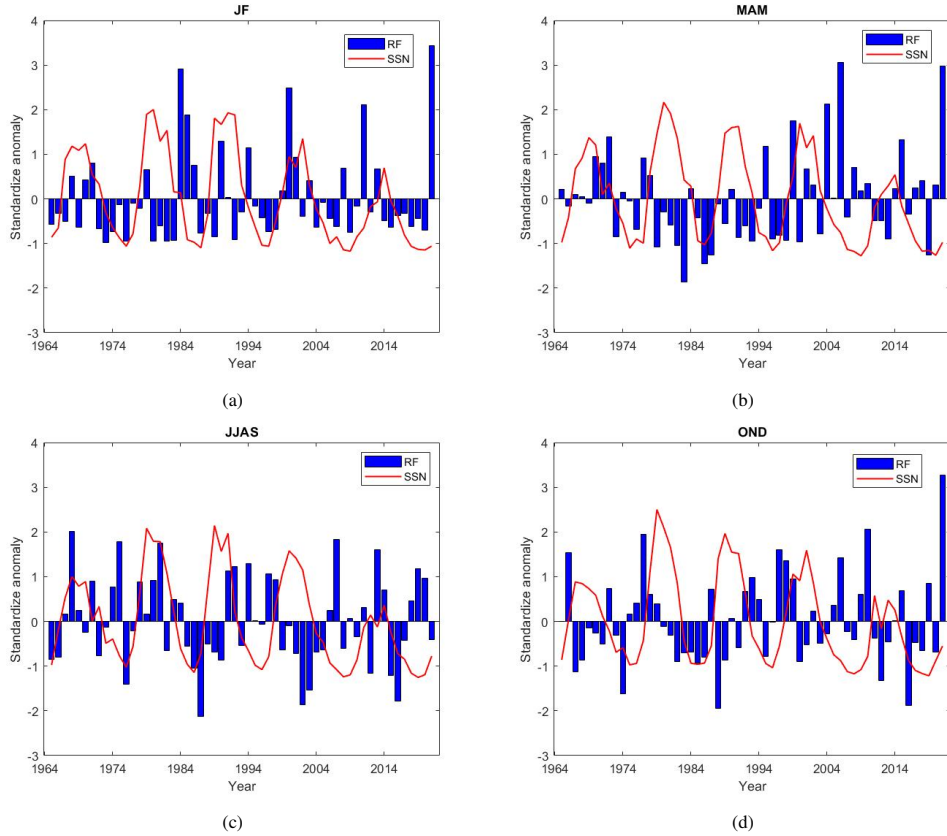 JF
4
3
2
1
0
-1
-2
-3
Standardize anomaly
RF
SSN
1964
1974
1984
1994
2004
2014
Year
(a)
MAM
4
3
2
1
0
-1
-2
-3
Standardize anomaly
RF
SSN
1964
1974
1984
1994
2004
2014
Year
(b)
JJAS
4
3
2
1
0
-1
-2
-3
Standardize anomaly
RF
SSN
1964
1974
1984
1994
2004
2014
Year
(c)
OND
4
3
2
1
0
-1
-2
-3
Standardize anomaly
RF
SSN
1964
1974
1984
1994
2004
2014
Year
(d)